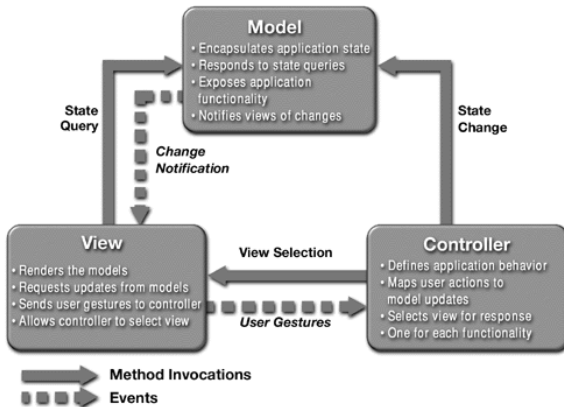 Model
• Encapsulates application state
• Responds to state queries
• Exposes application
functionality
• Notifies views of changes
State
Query
Change
Notification
State
Change
View
• Renders the models
• Requests updates from models
• Sends user gestures to controller
• Allows controller to select view
View Selection
User Gestures
Controller
• Defines application behavior
• Maps user actions to
model updates
• Selects view for response
• One for each functionality
Method Invocations
Events